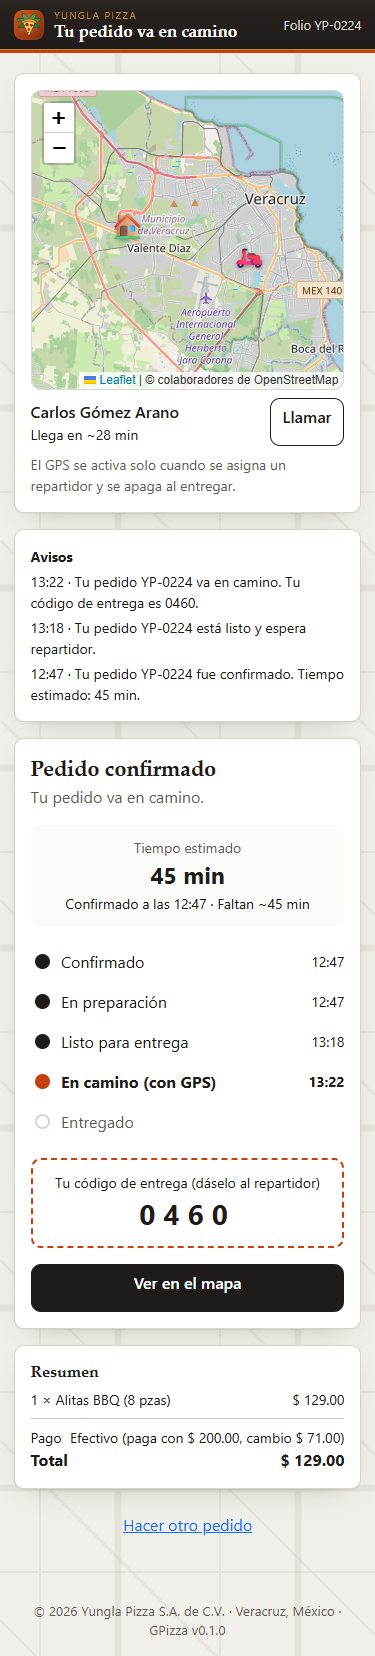 YUNGLA PIZZA
Tu pedido va en camino
Folio YP-0224
+
−
Veracruz
Municipio
de Veracruz
Valente Díaz
MEX 140
Aeropuerto
Internacional
General
Heriberto
Jara Corona
Boca del R
Leaflet | © colaboradores de OpenStreetMap
Carlos Gómez Arano
Llega en ~28 min
Llamar
El GPS se activa solo cuando se asigna un
repartidor y se apaga al entregar.
Avisos
13:22 · Tu pedido YP-0224 va en camino. Tu
código de entrega es 0460.
13:18 · Tu pedido YP-0224 está listo y espera
repartidor.
12:47 · Tu pedido YP-0224 fue confirmado. Tiempo
estimado: 45 min.
Pedido confirmado
Tu pedido va en camino.
Tiempo estimado
45 min
Confirmado a las 12:47 · Faltan ~45 min
Confirmado 12:47
En preparación 12:47
Listo para entrega 13:18
En camino (con GPS) 13:22
Entregado
Tu código de entrega (dáselo al repartidor)
0460
Ver en el mapa
Resumen
1 × Alitas BBQ (8 pzas) $ 129.00
Pago Efectivo (paga con $ 200.00, cambio $ 71.00)
Total $ 129.00
Hacer otro pedido
© 2026 Yungla Pizza S.A. de C.V. · Veracruz, México ·
GPizza v0.1.0